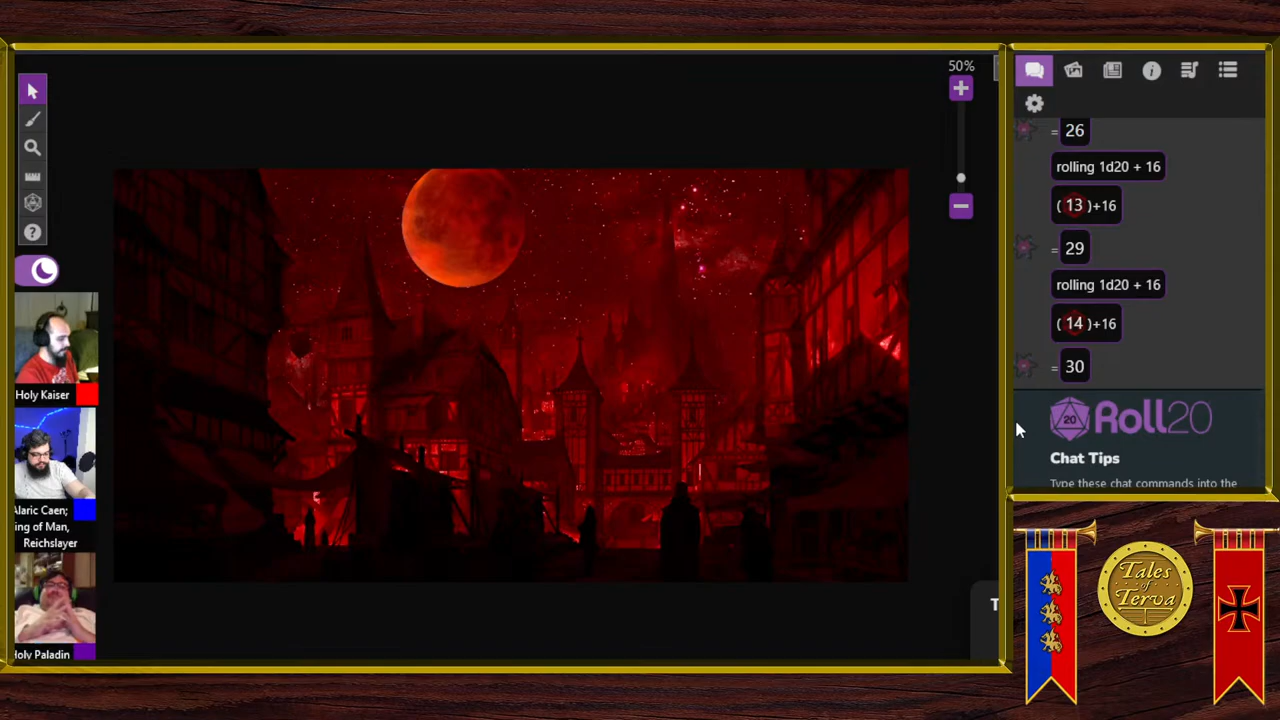 50%
26
= 
rolling 1d20 + 16
( 13 )+16
= 29
rolling 1d20 + 16
( 14 )+16
= 30
20 Roll20
Chat Tips
Type these chat commands into the
Holy Kaiser
Alaric Caen;
ing of Man,
Reichslayer
Holy Paladin
T
Tales
of
Terva